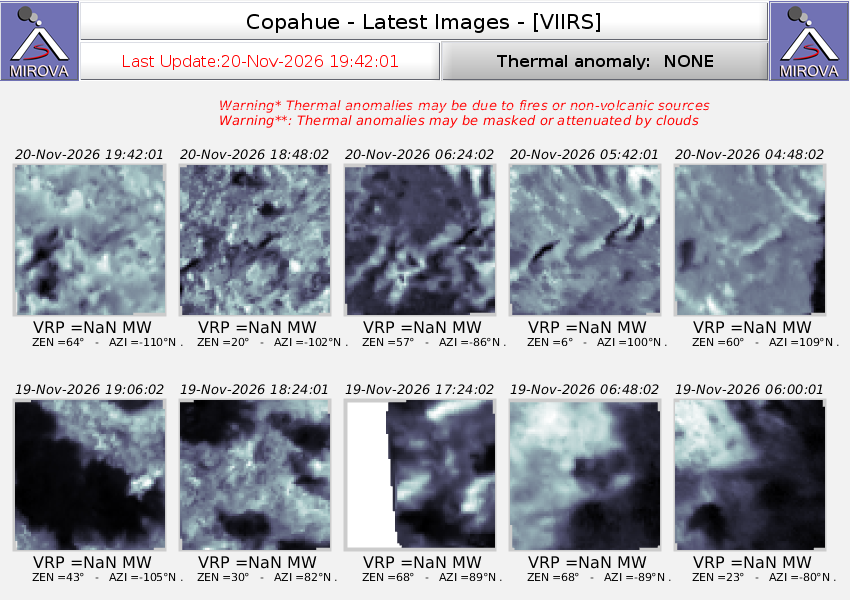 Copahue - Latest Images - [VIIRS]
MIROVA
Last Update:20-Nov-2026 19:42:01
Thermal anomaly: NONE
MIROVA
Warning* Thermal anomalies may be due to fires or non-volcanic sources
Warning**: Thermal anomalies may be masked or attenuated by clouds
20-Nov-2026 19:42:01 20-Nov-2026 18:48:02 20-Nov-2026 06:24:02 20-Nov-2026 05:42:01 20-Nov-2026 04:48:02
VRP =NaN MW VRP =NaN MW VRP =NaN MW VRP =NaN MW VRP =NaN MW
ZEN =64° - AZI =-110°N . ZEN =20° - AZI =-102°N . ZEN =57° - AZI =-86°N . ZEN =6° - AZI =100°N . ZEN =60° - AZI =109°N .
19-Nov-2026 19:06:02 19-Nov-2026 18:24:01 19-Nov-2026 17:24:02 19-Nov-2026 06:48:02 19-Nov-2026 06:00:01
VRP =NaN MW VRP =NaN MW VRP =NaN MW VRP =NaN MW VRP =NaN MW
ZEN =43° - AZI =-105°N . ZEN =30° - AZI =82°N . ZEN =68° - AZI =89°N . ZEN =68° - AZI =-89°N . ZEN =23° - AZI =-80°N .